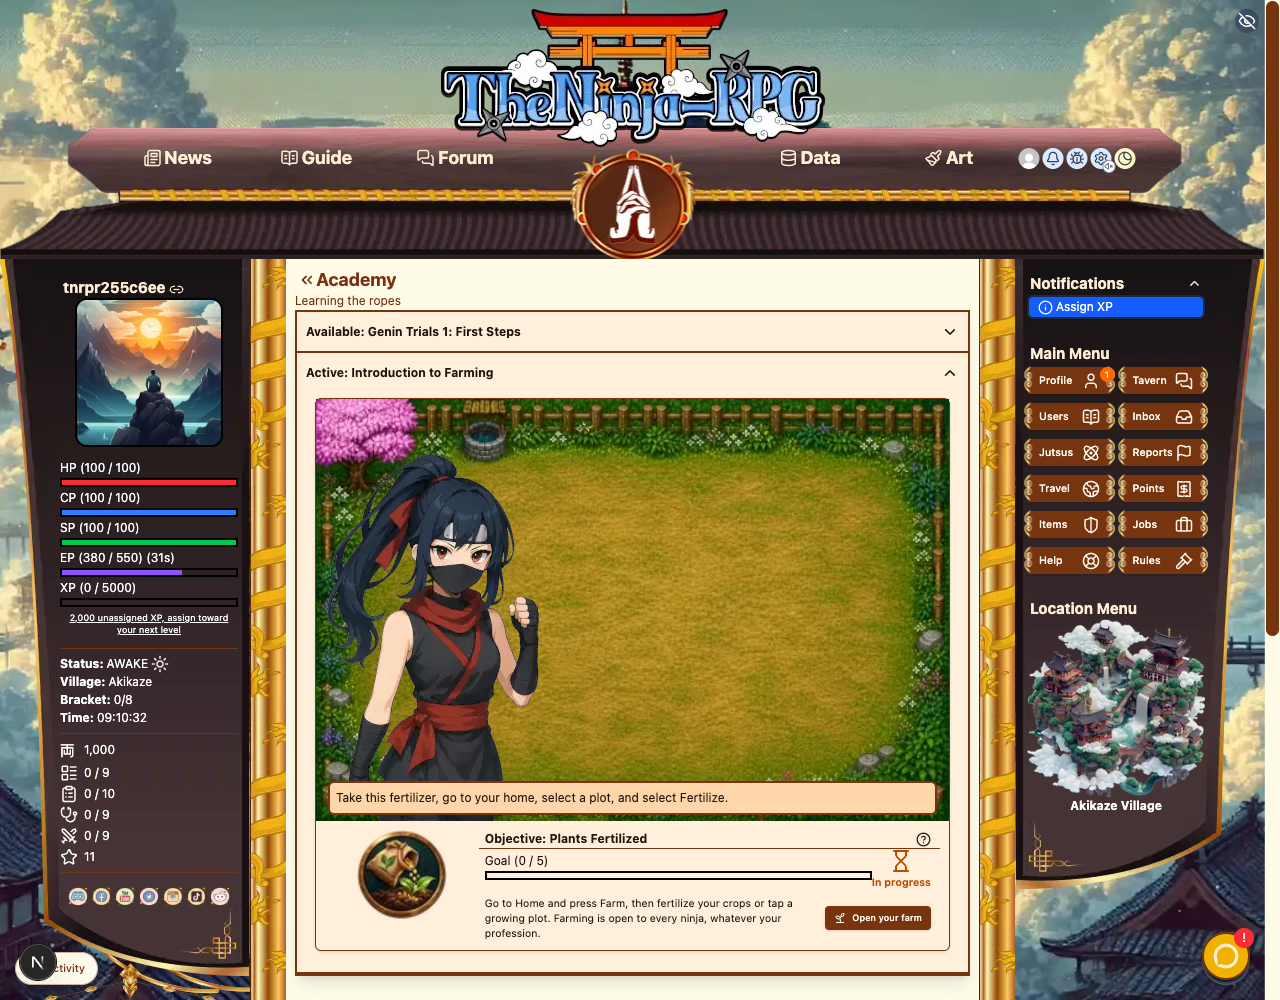 TheNinja-RPG
News
Guide
Forum
Data
Art
tnrpr255c6ee
HP (100 / 100)
CP (100 / 100)
SP (100 / 100)
EP (380 / 550) (31s)
XP (0 / 5000)
2,000 unassigned XP, assign toward
your next level
Status: AWAKE
Village: Akikaze
Bracket: 0/8
Time: 09:10:32
両 1,000
0 / 9
0 / 10
0 / 9
0 / 9
11
N
ctivity
Academy
Learning the ropes
Available: Genin Trials 1: First Steps
Active: Introduction to Farming
Take this fertilizer, go to your home, select a plot, and select Fertilize.
Objective: Plants Fertilized
Goal (0 / 5)
In progress
Go to Home and press Farm, then fertilize your crops or tap a
growing plot. Farming is open to every ninja, whatever your
profession.
Open your farm
Notifications
Assign XP
Main Menu
Profile 1
Tavern
Users
Inbox
Jutsus
Reports
Travel
Points
Items
Jobs
Help
Rules
Location Menu
Akikaze Village
!